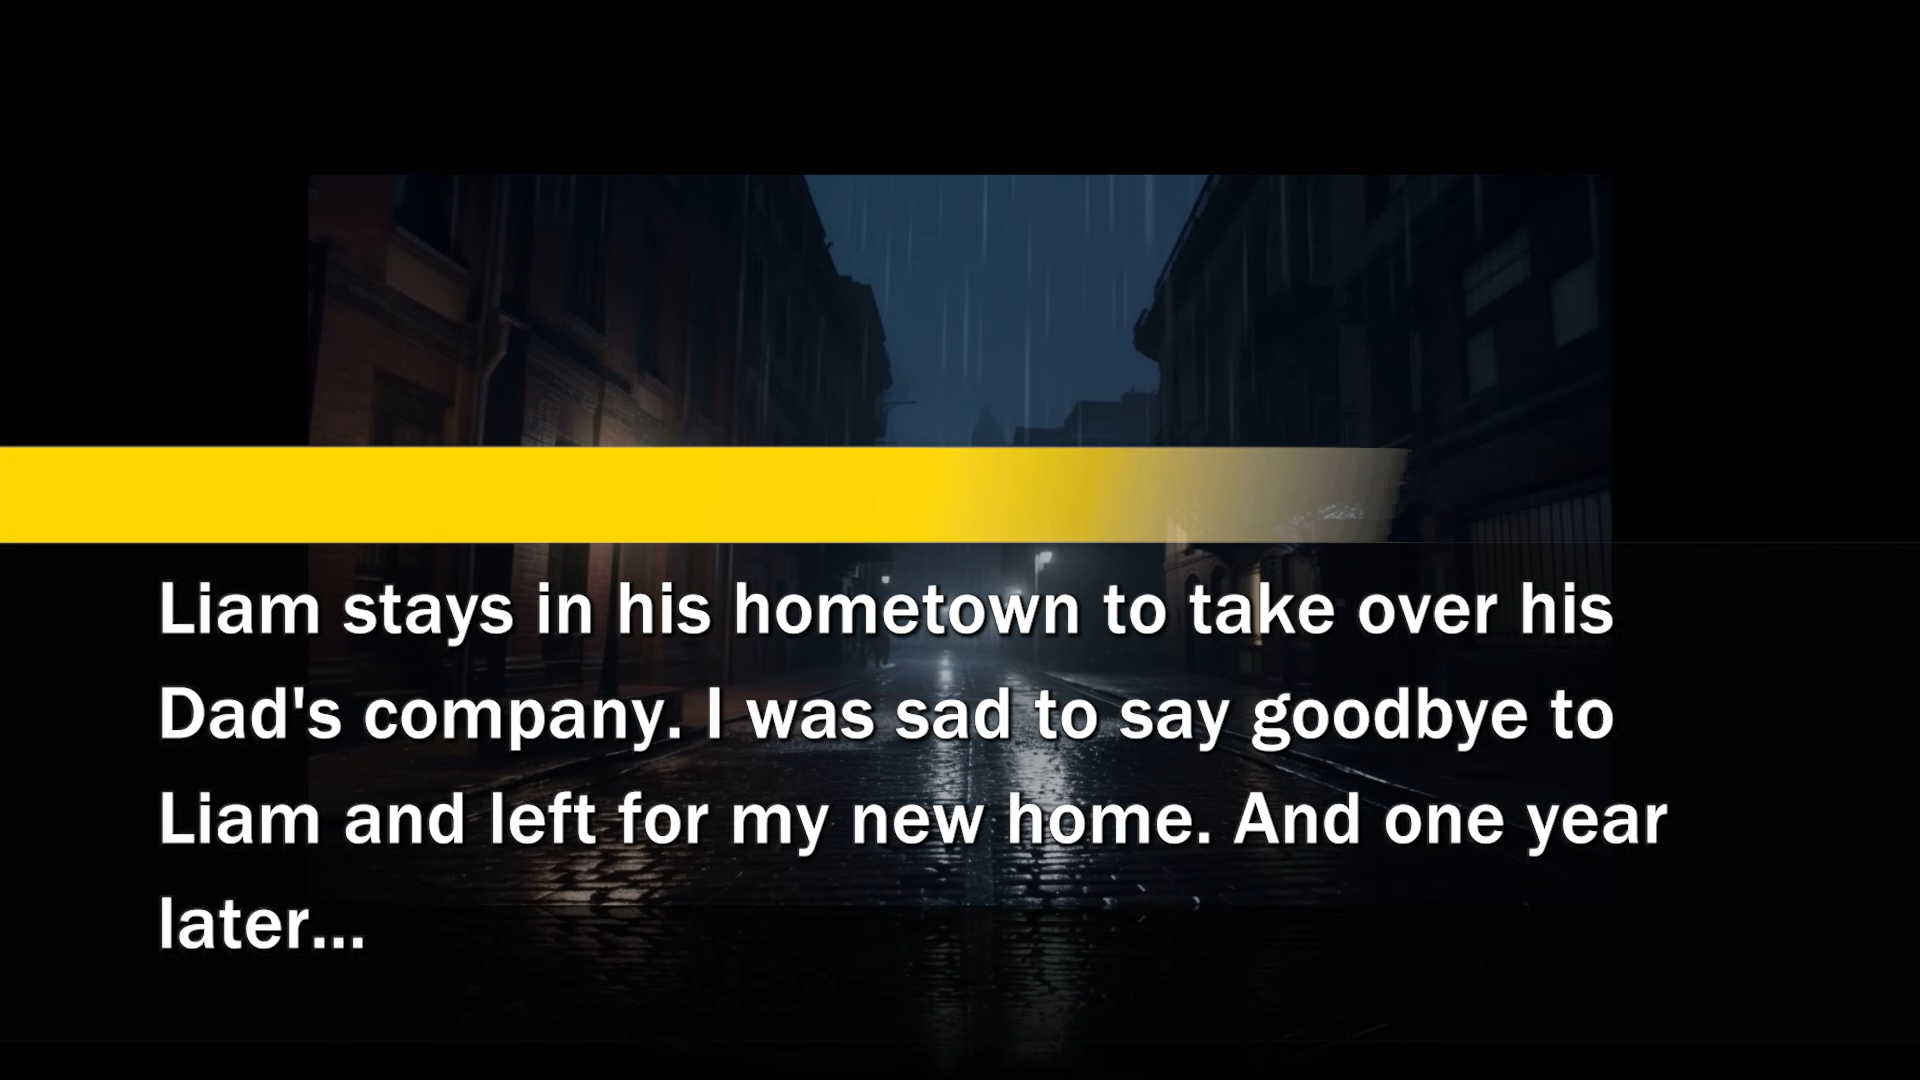 Liam stays in his hometown to take over his
Dad's company. I was sad to say goodbye to
Liam and left for my new home. And one year
later...